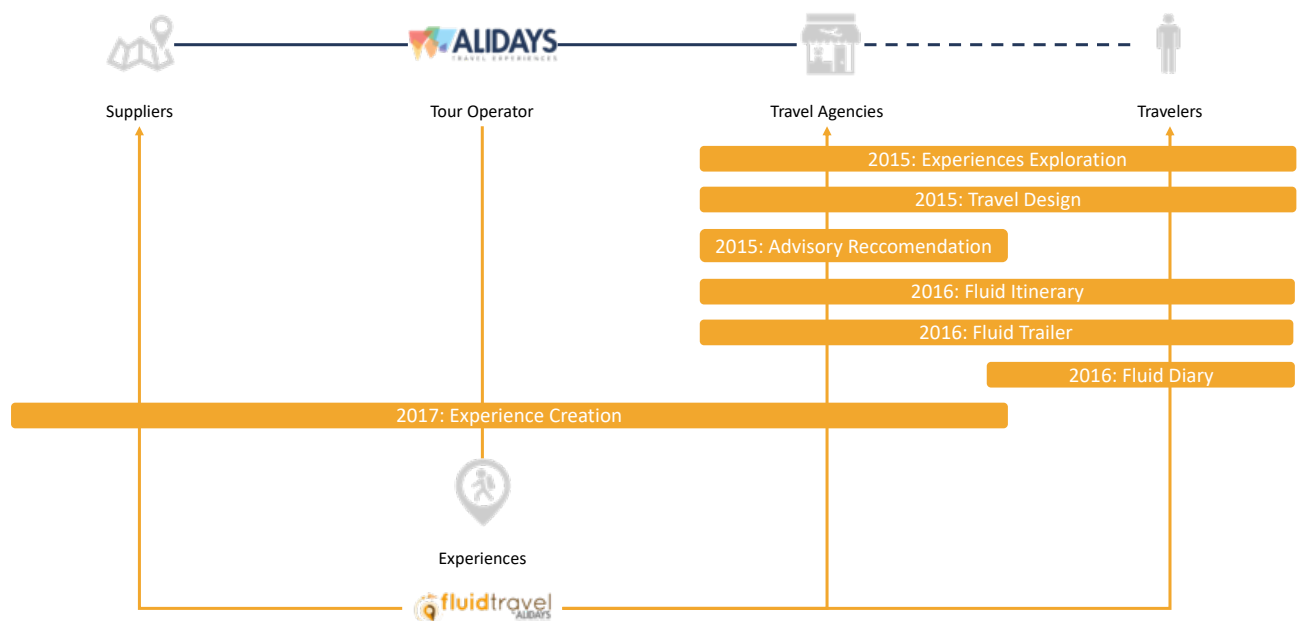 ALIDAYS
TRAVEL EXPERIENCES
Suppliers
Tour Operator
Travel Agencies
Travelers
2015: Experiences Exploration
2015: Travel Design
2015: Advisory Reccomendation
2016: Fluid Itinerary
2016: Fluid Trailer
2016: Fluid Diary
2017: Experience Creation
Experiences
fluidtravel
ALIDAYS